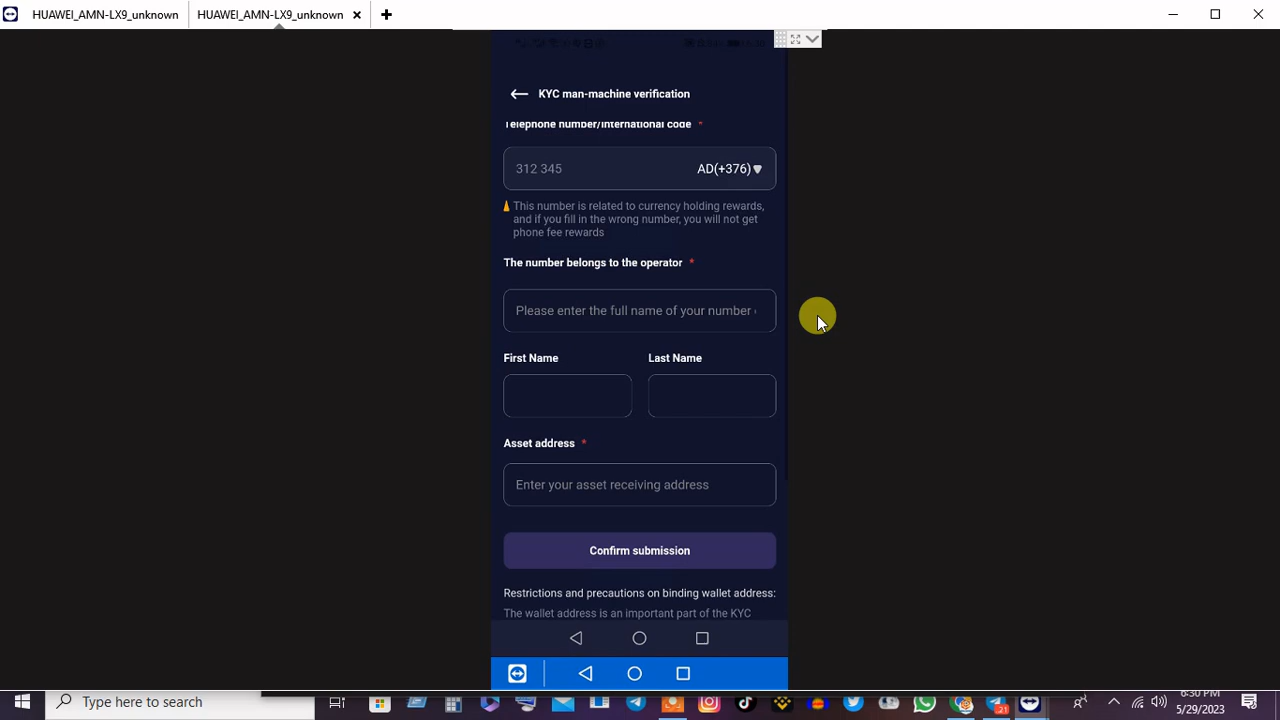 HUAWEI_AMN-LX9_unknown
HUAWEI_AMN-LX9_unknown
KYC man-machine verification
Telephone number/International code *
312 345
AD(+376)
This number is related to currency holding rewards,
and if you fill in the wrong number, you will not get
phone fee rewards
The number belongs to the operator *
Please enter the full name of your number
First Name
Last Name
Asset address *
Enter your asset receiving address
Confirm submission
Restrictions and precautions on binding wallet address:
The wallet address is an important part of the KYC
Type here to search
21
6:30 PM
5/29/2023